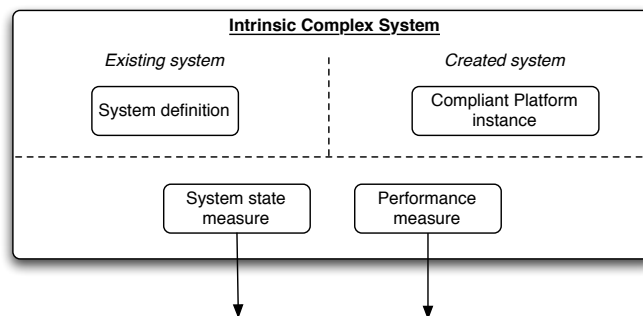 Intrinsic Complex System
Existing system
Created system
System definition
Compliant Platform
instance
System state
measure
Performance
measure